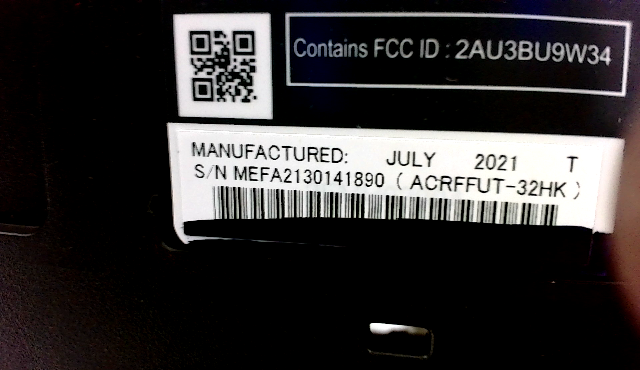 Contains FCC ID : 2AU3BU9W34
MANUFACTURED: JULY 2021 T
S/N MEFA2130141890 ( ACRFFUT-32HK )